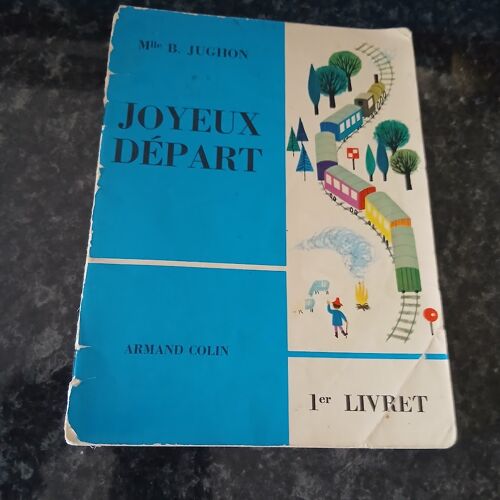 Mlle B. JUGHON
JOYEUX
DÉPART
ARMAND COLIN
1er LIVRET